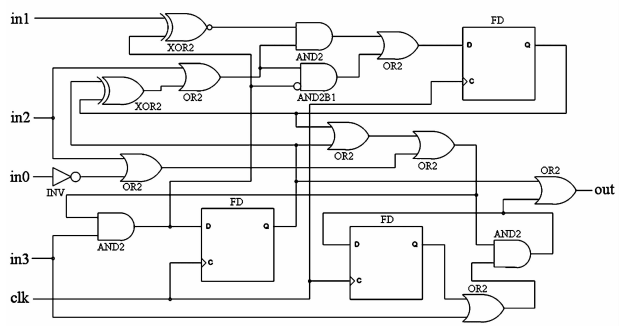 in1
XOR2
AND2
OR2
FD
D
Q
C
AND2B1
XOR2
OR2
in2
OR2
OR2
in0
INV
OR2
OR2
out
FD
D
Q
C
AND2
FD
D
Q
C
AND2
in3
clk
OR2